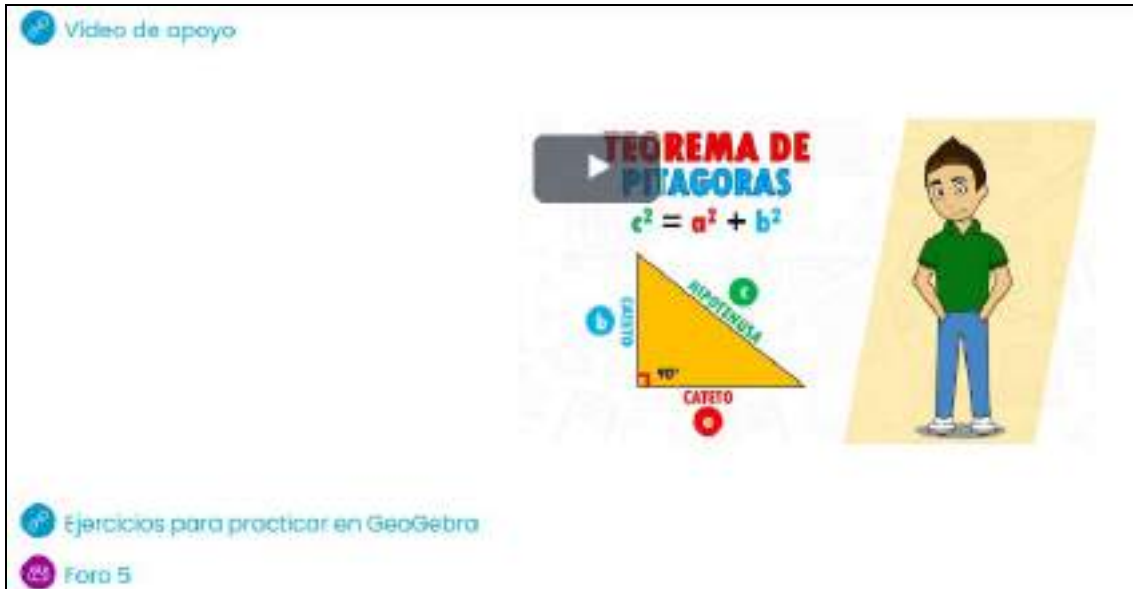 Vídeo de apoyo
TEOREMA DE
PITAGORAS
c² = a² + b²
c
HIPOTENUSA
b
CATETO
90°
CATETO
a
Ejercicios para practicar en GeoGebra
Foro 5